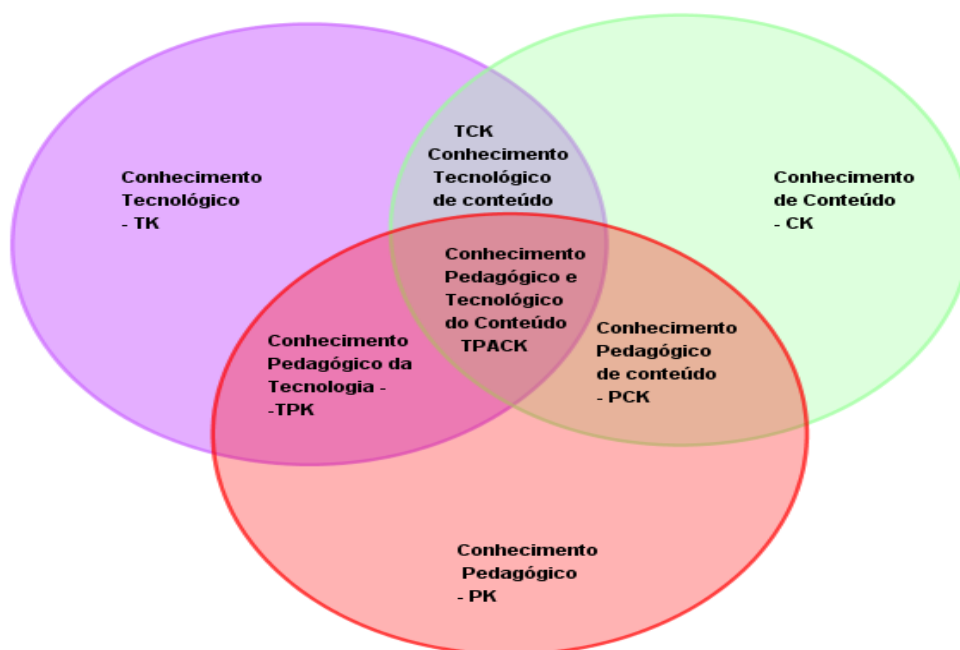 TCK
Conhecimento
Tecnológico
de conteúdo
Conhecimento
Tecnológico
- TK
Conhecimento
de Conteúdo
- CK
Conhecimento
Pedagógico e
Tecnológico
do Conteúdo
TPACK
Conhecimento
Pedagógico da
Tecnologia -
-TPK
Conhecimento
Pedagógico
de conteúdo
- PCK
Conhecimento
Pedagógico
- PK